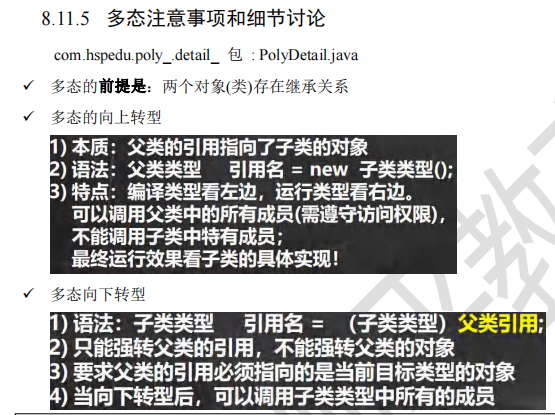 8.11.5 多态注意事项和细节讨论
com.hspedu.poly_.detail_ 包 : PolyDetail.java
✓ 多态的前提是：两个对象(类)存在继承关系
✓ 多态的向上转型
1) 本质：父类的引用指向了子类的对象
2) 语法：父类类型 引用名 = new 子类类型();
3) 特点：编译类型看左边，运行类型看右边。
可以调用父类中的所有成员(需遵守访问权限)，
不能调用子类中特有成员；
最终运行效果看子类的具体实现！
✓ 多态向下转型
1) 语法：子类类型 引用名 = （子类类型）父类引用;
2) 只能强转父类的引用，不能强转父类的对象
3) 要求父类的引用必须指向的是当前目标类型的对象
4) 当向下转型后，可以调用子类类型中所有的成员